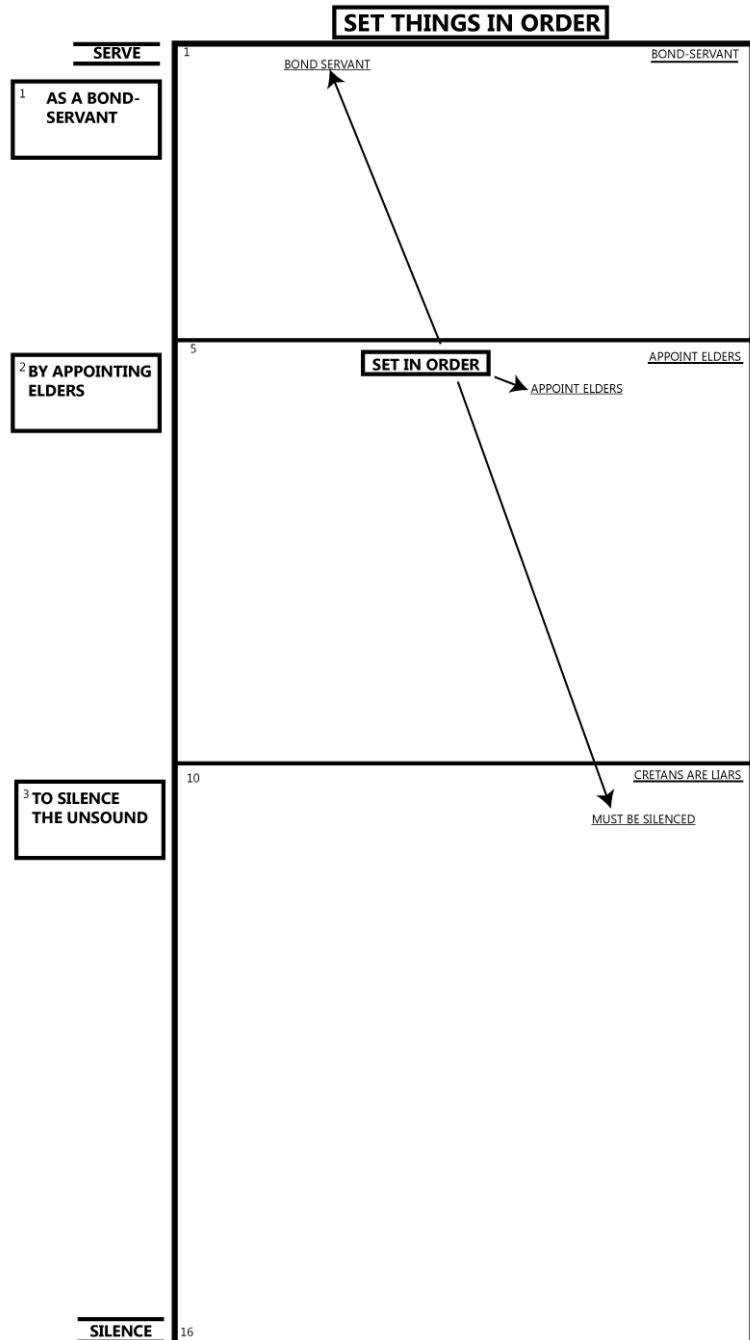 SET THINGS IN ORDER
SERVE
1
BOND SERVANT
BOND-SERVANT
1 AS A BOND-
SERVANT
5
SET IN ORDER
APPOINT ELDERS
APPOINT ELDERS
2 BY APPOINTING
ELDERS
10
CRETANS ARE LIARS
MUST BE SILENCED
3 TO SILENCE
THE UNSOUND
SILENCE
16